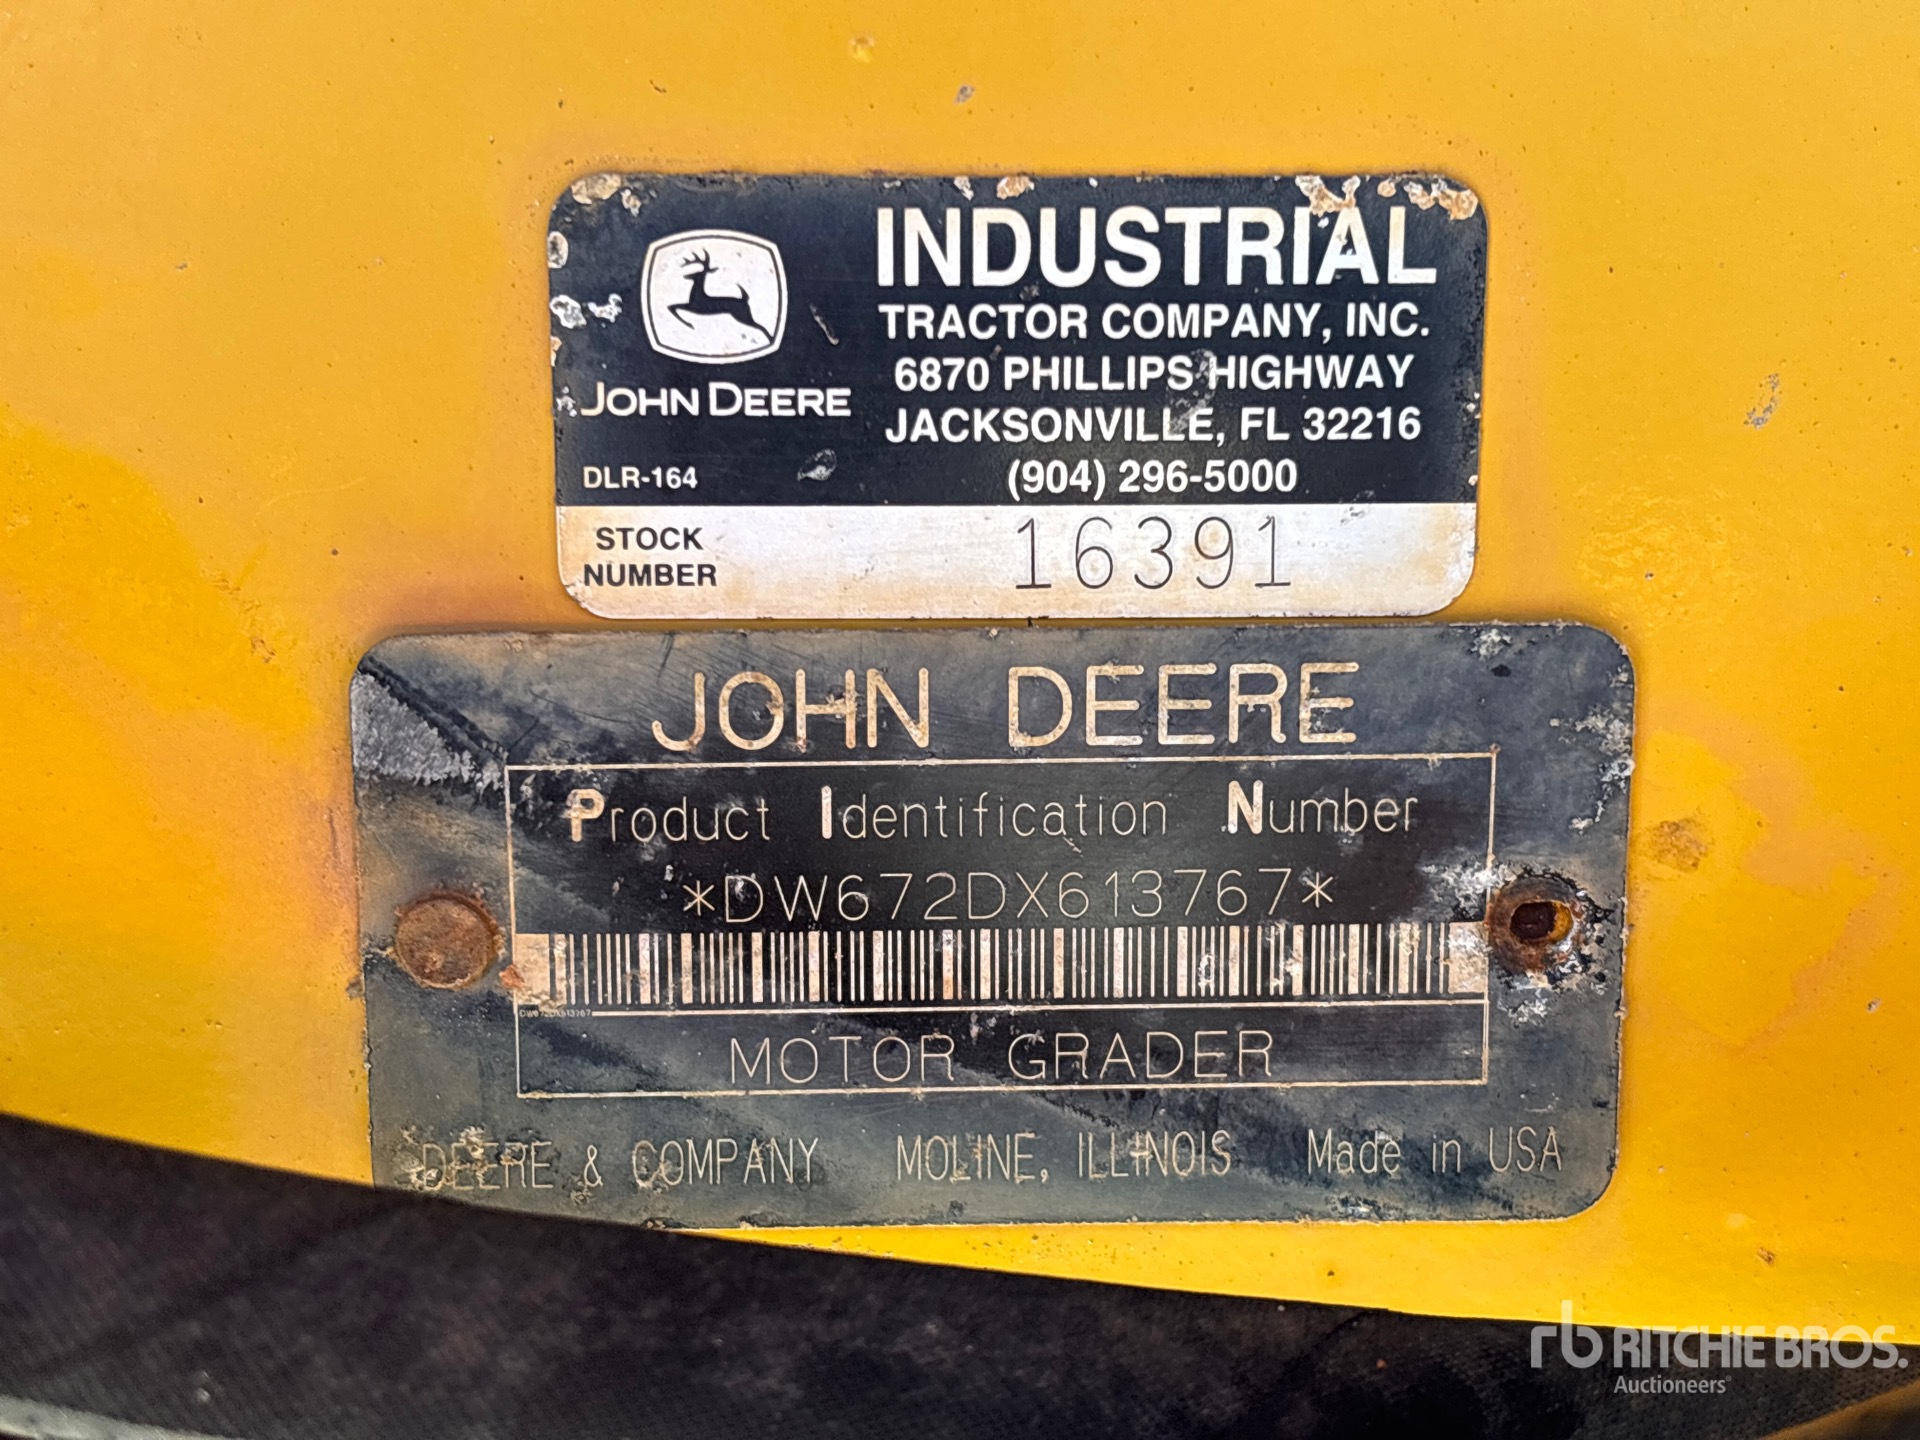 INDUSTRIAL
TRACTOR COMPANY, INC.
6870 PHILLIPS HIGHWAY
JACKSONVILLE, FL 32216
(904) 296-5000
JOHN DEERE
DLR-164
STOCK
NUMBER
16391
JOHN DEERE
Product Identification Number
*DW672DX613767*
DW672DX613767
MOTOR GRADER
DEERE & COMPANY MOLINE, ILLINOIS Made in USA
rb RITCHIE BROS.
Auctioneers